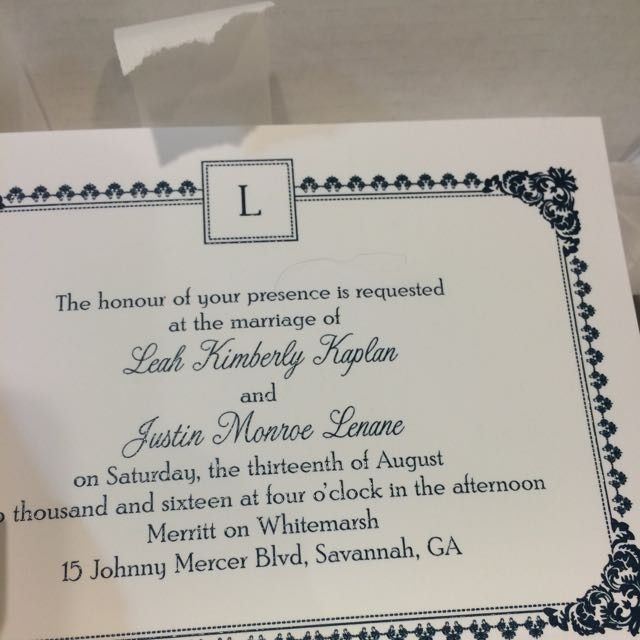 L
The honour of your presence is requested
at the marriage of
Leah Kimberly Kaplan
and
Justin Monroe Lenane
on Saturday, the thirteenth of August
thousand and sixteen at four o'clock in the afternoon
Merritt on Whitemarsh
15 Johnny Mercer Blvd, Savannah, GA